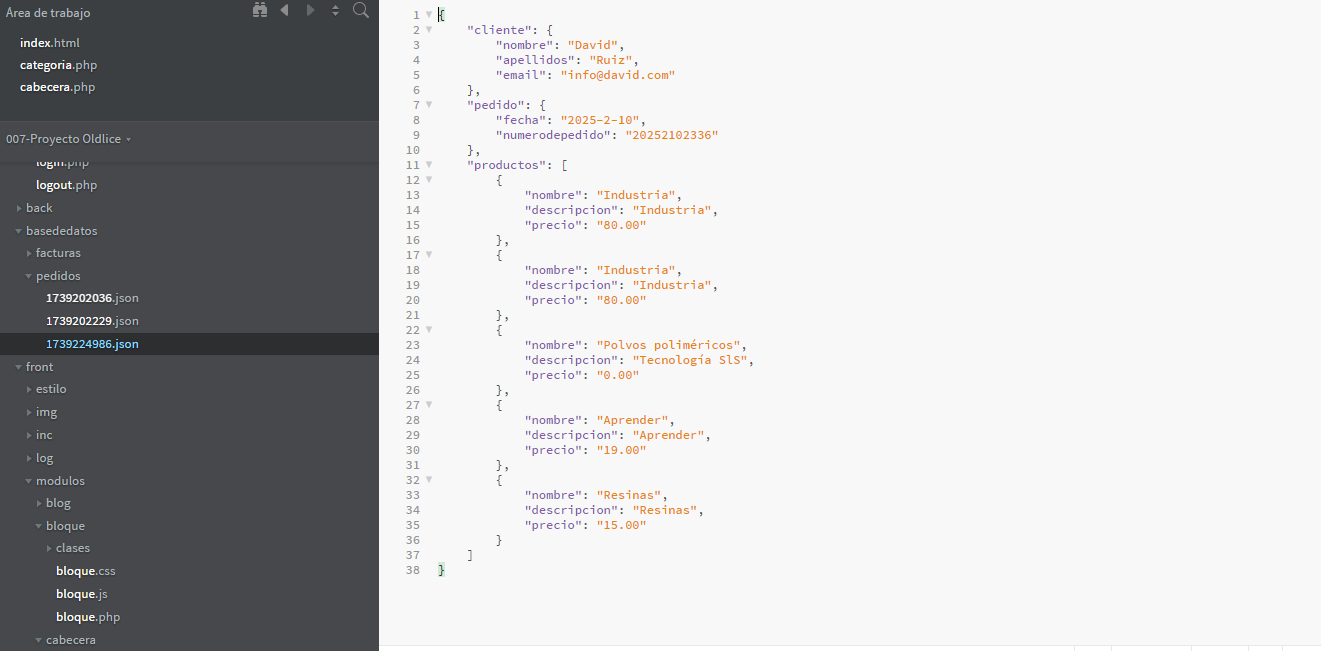 Área de trabajo
index.html
categoria.php
cabecera.php
007-Proyecto Oldlice
login.php
logout.php
back
basededatos
facturas
pedidos
1739202036.json
1739202229.json
1739224986.json
front
estilo
img
inc
log
modulos
blog
bloque
clases
bloque.css
bloque.js
bloque.php
cabecera
1 {
2 "cliente": {
3 "nombre": "David",
4 "apellidos": "Ruiz",
5 "email": "info@david.com"
6 },
7 "pedido": {
8 "fecha": "2025-2-10",
9 "numerodepedido": "20252102336"
10 },
11 "productos": [
12 {
13 "nombre": "Industria",
14 "descripcion": "Industria",
15 "precio": "80.00"
16 },
17 {
18 "nombre": "Industria",
19 "descripcion": "Industria",
20 "precio": "80.00"
21 },
22 {
23 "nombre": "Polvos poliméricos",
24 "descripcion": "Tecnología SlS",
25 "precio": "0.00"
26 },
27 {
28 "nombre": "Aprender",
29 "descripcion": "Aprender",
30 "precio": "19.00"
31 },
32 {
33 "nombre": "Resinas",
34 "descripcion": "Resinas",
35 "precio": "15.00"
36 }
37 ]
38 }